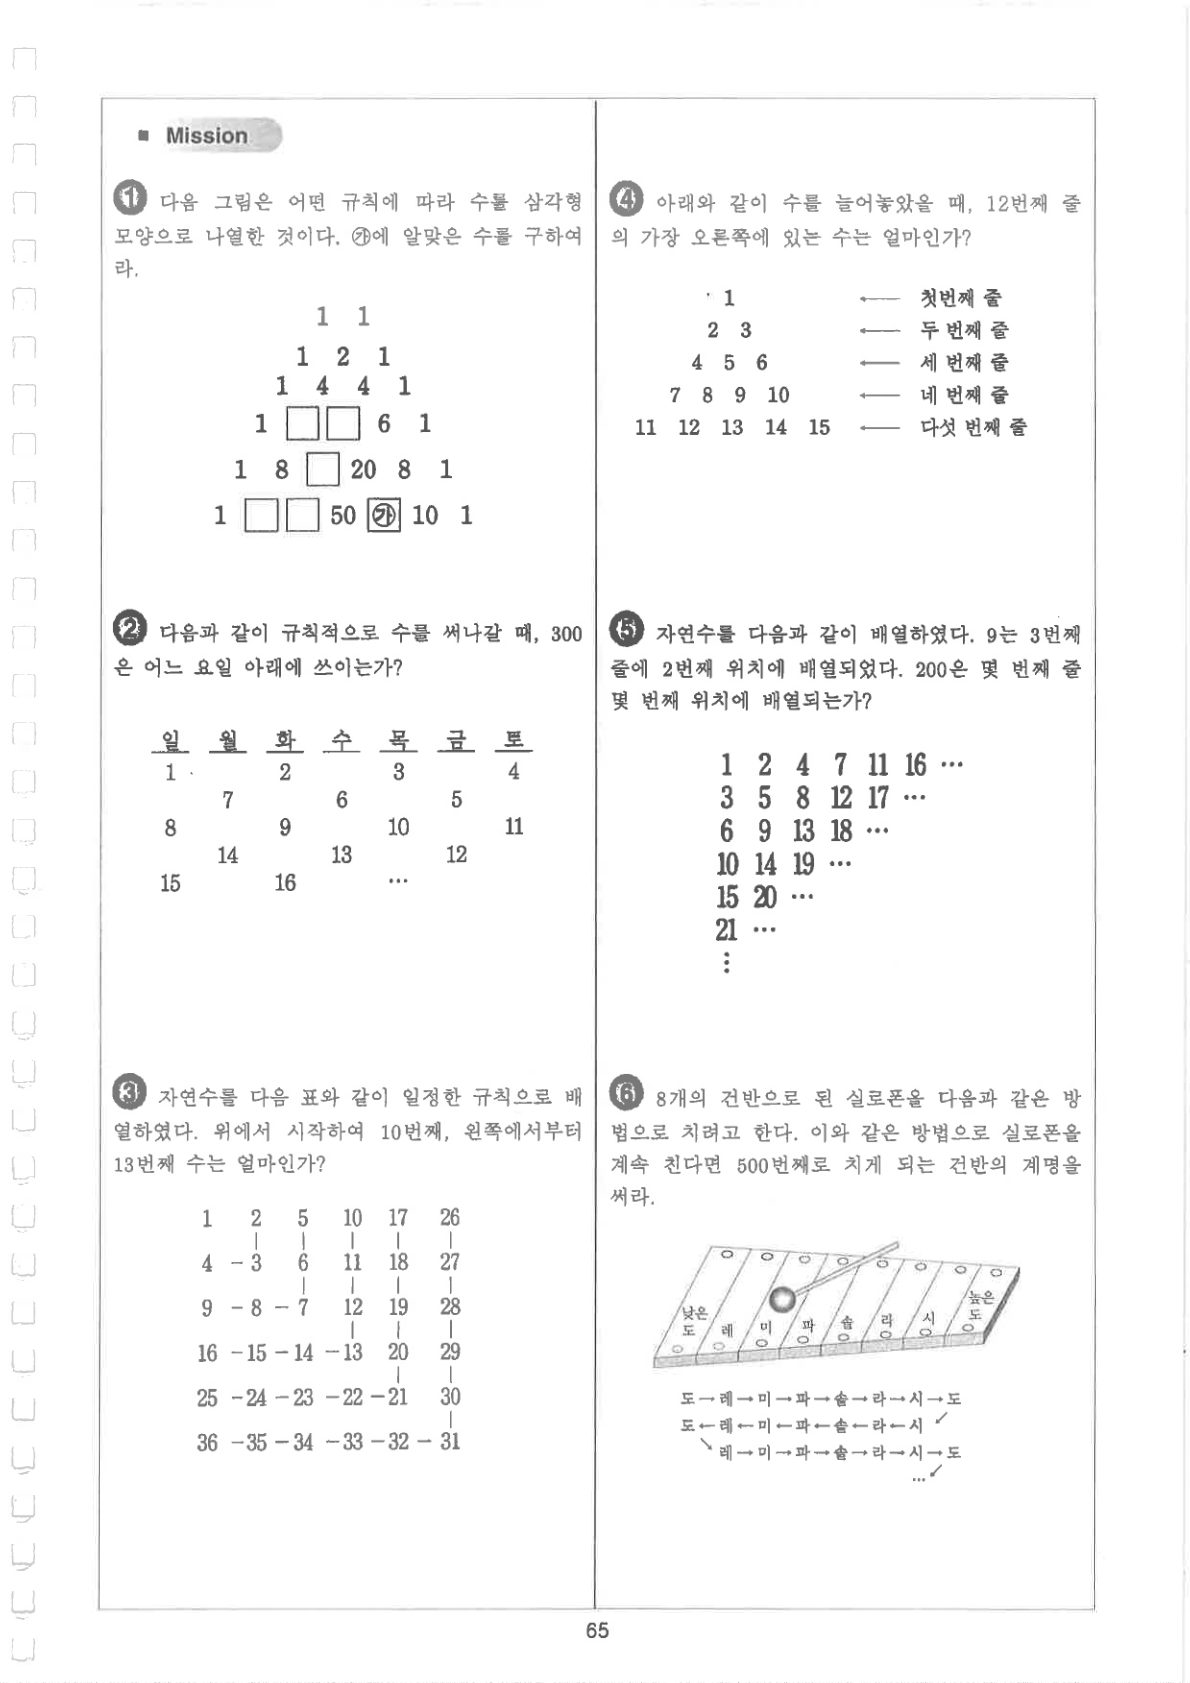 Mission
1 다음 그림은 어떤 규칙에 따라 수를 삼각형
모양으로 나열한 것이다. ㉮에 알맞은 수를 구하여
라.
1 1
1 2 1
1 4 4 1
1 □ □ 6 1
1 8 □ 20 8 1
1 □ □ 50 ㉮ 10 1
2 다음과 같이 규칙적으로 수를 써나갈 때, 300
은 어느 요일 아래에 쓰이는가?
일 월 화 수 목 금 토
1 2 3 4
7 6 5
8 9 10 11
14 13 12
15 16 …
3 자연수를 다음 표와 같이 일정한 규칙으로 배
열하였다. 위에서 시작하여 10번째, 왼쪽에서부터
13번째 수는 얼마인가?
1 2 5 10 17 26
4 - 3 6 11 18 27
9 - 8 - 7 12 19 28
16 - 15 - 14 - 13 20 29
25 - 24 - 23 - 22 - 21 30
36 - 35 - 34 - 33 - 32 - 31
4 아래와 같이 수를 늘어놓았을 때, 12번째 줄
의 가장 오른쪽에 있는 수는 얼마인가?
1 ← 첫번째 줄
2 3 ← 두 번째 줄
4 5 6 ← 세 번째 줄
7 8 9 10 ← 네 번째 줄
11 12 13 14 15 ← 다섯 번째 줄
5 자연수를 다음과 같이 배열하였다. 9는 3번째
줄에 2번째 위치에 배열되었다. 200은 몇 번째 줄
몇 번째 위치에 배열되는가?
1 2 4 7 11 16 …
3 5 8 12 17 …
6 9 13 18 …
10 14 19 …
15 20 …
21 …
⋮
6 8개의 건반으로 된 실로폰을 다음과 같은 방
법으로 치려고 한다. 이와 같은 방법으로 실로폰을
계속 친다면 500번째로 치게 되는 건반의 계명을
써라.
낮은 도 레 미 파 솔 라 시 높은 도
도→레→미→파→솔→라→시→도
도←레←미←파←솔←라←시 ↙
↘ 레→미→파→솔→라→시→도
… ↙
65